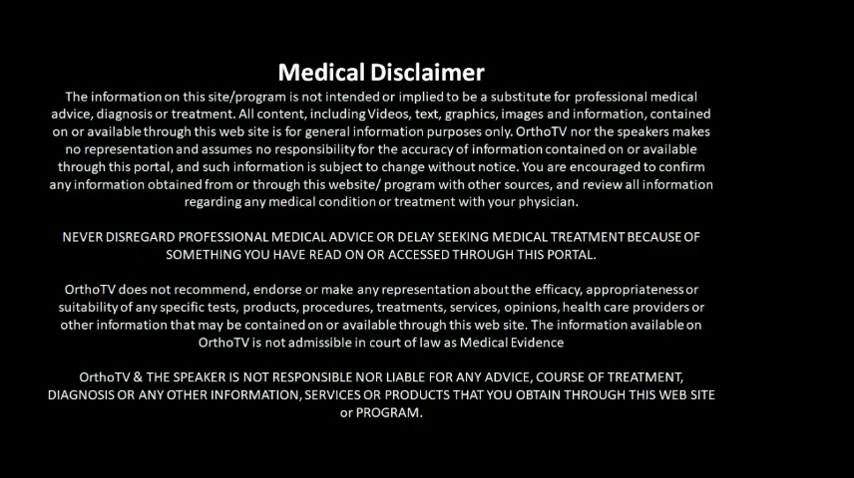 Medical Disclaimer
The information on this site/program is not intended or implied to be a substitute for professional medical
advice, diagnosis or treatment. All content, including Videos, text, graphics, images and information, contained
on or available through this web site is for general information purposes only. OrthoTV nor the speakers makes
no representation and assumes no responsibility for the accuracy of information contained on or available
through this portal, and such information is subject to change without notice. You are encouraged to confirm
any information obtained from or through this website/ program with other sources, and review all information
regarding any medical condition or treatment with your physician.
NEVER DISREGARD PROFESSIONAL MEDICAL ADVICE OR DELAY SEEKING MEDICAL TREATMENT BECAUSE OF
SOMETHING YOU HAVE READ ON OR ACCESSED THROUGH THIS PORTAL.
OrthoTV does not recommend, endorse or make any representation about the efficacy, appropriateness or
suitability of any specific tests, products, procedures, treatments, services, opinions, health care providers or
other information that may be contained on or available through this web site. The information available on
OrthoTV is not admissible in court of law as Medical Evidence
OrthoTV & THE SPEAKER IS NOT RESPONSIBLE NOR LIABLE FOR ANY ADVICE, COURSE OF TREATMENT,
DIAGNOSIS OR ANY OTHER INFORMATION, SERVICES OR PRODUCTS THAT YOU OBTAIN THROUGH THIS WEB SITE
or PROGRAM.